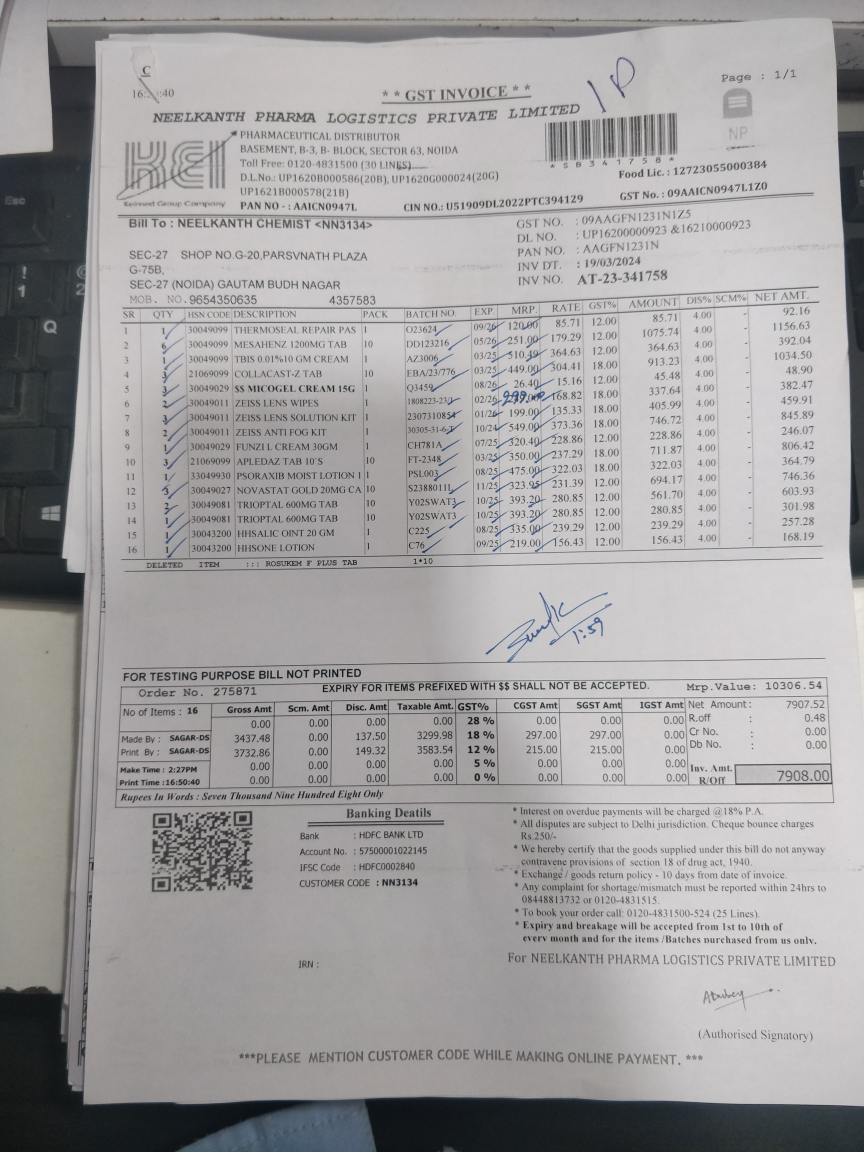 C
16: :40
* * GST INVOICE * *
1P
Page : 1/1
NEELKANTH PHARMA LOGISTICS PRIVATE LIMITED
NP
KEI
Keimed Group Company
PHARMACEUTICAL DISTRIBUTOR
BASEMENT, B-3, B- BLOCK, SECTOR 63, NOIDA
Toll Free: 0120-4831500 (30 LINES)
D.L.No.: UP1620B000586(20B), UP1620G000024(20G)
UP1621B000578(21B)
PAN NO - : AAICN0947L CIN NO.: U51909DL2022PTC394129
*SB341758*
Food Lic. : 12723055000384
GST No. : 09AAICN0947L1Z0
Bill To : NEELKANTH CHEMIST <NN3134>
SEC-27 SHOP NO.G-20,PARSVNATH PLAZA
G-75B,
SEC-27 (NOIDA) GAUTAM BUDH NAGAR
MOB. NO. 9654350635 4357583
GST NO. : 09AAGFN1231N1Z5
DL NO. : UP16200000923 &16210000923
PAN NO. : AAGFN1231N
INV DT. : 19/03/2024
INV NO. AT-23-341758
SR QTY HSN CODE DESCRIPTION PACK BATCH NO. EXP. MRP. RATE GST% AMOUNT DIS% SCM% NET AMT.
1 1 30049099 THERMOSEAL REPAIR PAS 1 O23624 09/26 120.00 85.71 12.00 85.71 4.00 - 92.16
2 6 30049099 MESAHENZ 1200MG TAB 10 DD123216 05/26 251.00 179.29 12.00 1075.74 4.00 - 1156.63
3 1 30049099 TBIS 0.01%10 GM CREAM 1 AZ3006 03/25 510.49 364.63 12.00 364.63 4.00 - 392.04
4 3 21069099 COLLACAST-Z TAB 10 EBA/23/776 03/25 449.00 304.41 18.00 913.23 4.00 - 1034.50
5 3 30049029 $$ MICOGEL CREAM 15G 1 Q3459 08/26 26.40 15.16 12.00 45.48 4.00 - 48.90
6 2 30049011 ZEISS LENS WIPES 1 02/26 168.82 18.00 337.64 4.00 - 382.47
7 3 30049011 ZEISS LENS SOLUTION KIT 1 2307310854 01/26 199.00 135.33 18.00 405.99 4.00 - 459.91
8 2 30049011 ZEISS ANTI FOG KIT 1 10/24 549.00 373.36 18.00 746.72 4.00 - 845.89
9 1 30049029 FUNZI L CREAM 30GM 1 CH781A 07/25 320.40 228.86 12.00 228.86 4.00 - 246.07
10 3 21069099 APLEDAZ TAB 10`S 10 FT-2348 03/25 350.00 237.29 18.00 711.87 4.00 - 806.42
11 1 33049930 PSORAXIB MOIST LOTION 1 1 PSL003 08/25 475.00 322.03 18.00 322.03 4.00 - 364.79
12 3 30049027 NOVASTAT GOLD 20MG CA 10 11/25 323.95 231.39 12.00 694.17 4.00 - 746.36
13 2 30049081 TRIOPTAL 600MG TAB 10 Y02SWAT3 10/25 393.20 280.85 12.00 561.70 4.00 - 603.93
14 1 30049081 TRIOPTAL 600MG TAB 10 Y02SWAT3 10/25 393.20 280.85 12.00 280.85 4.00 - 301.98
15 1 30043200 HHSALIC OINT 20 GM 1 C225 08/25 335.00 239.29 12.00 239.29 4.00 - 257.28
16 1 30043200 HHSONE LOTION 1 C76 09/25 219.00 156.43 12.00 156.43 4.00 - 168.19
DELETED ITEM ::: ROSUKEM F PLUS TAB 1*10
1:59
FOR TESTING PURPOSE BILL NOT PRINTED
Order No. 275871 EXPIRY FOR ITEMS PREFIXED WITH $$ SHALL NOT BE ACCEPTED. Mrp.Value: 10306.54
No of Items : 16
Made By : SAGAR-DS
Print By : SAGAR-DS
Make Time : 2:27PM
Print Time :16:50:40
Gross Amt Scm. Amt Disc. Amt Taxable Amt. GST% CGST Amt SGST Amt IGST Amt
0.00 0.00 0.00 0.00 28 % 0.00 0.00 0.00
3437.48 0.00 137.50 3299.98 18 % 297.00 297.00 0.00
3732.86 0.00 149.32 3583.54 12 % 215.00 215.00 0.00
0.00 0.00 0.00 0.00 5 % 0.00 0.00 0.00
0.00 0.00 0.00 0.00 0 % 0.00 0.00 0.00
Net Amount: 7907.52
R.off : 0.48
Cr No. : 0.00
Db No. : 0.00
Inv. Amt. R/Off 7908.00
Rupees In Words : Seven Thousand Nine Hundred Eight Only
Banking Deatils
Bank : HDFC BANK LTD
Account No. : 57500001022145
IFSC Code : HDFC0002840
CUSTOMER CODE : NN3134
IRN :
* Interest on overdue payments will be charged @18% P.A.
* All disputes are subject to Delhi jurisdiction. Cheque bounce charges
Rs.250/-
* We hereby certify that the goods supplied under this bill do not anyway
contravene provisions of section 18 of drug act, 1940.
* Exchange / goods return policy - 10 days from date of invoice.
* Any complaint for shortage/mismatch must be reported within 24hrs to
08448813732 or 0120-4831515.
* To book your order call: 0120-4831500-524 (25 Lines).
* Expiry and breakage will be accepted from 1st to 10th of
every month and for the items /Batches purchased from us only.
For NEELKANTH PHARMA LOGISTICS PRIVATE LIMITED
(Authorised Signatory)
***PLEASE MENTION CUSTOMER CODE WHILE MAKING ONLINE PAYMENT. ***
Esc
!
1
@
2
Q